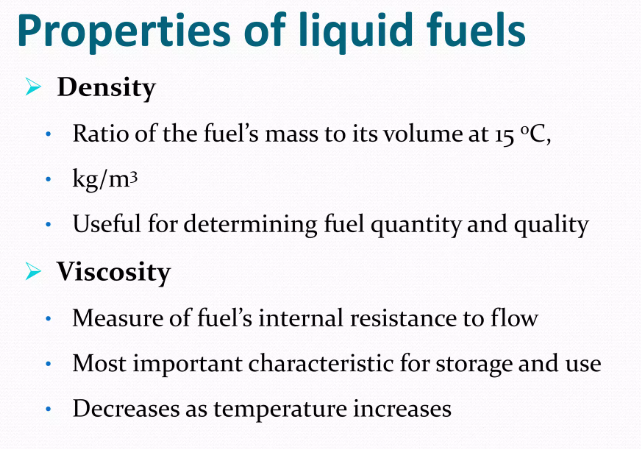 Properties of liquid fuels
➢ Density
• Ratio of the fuel's mass to its volume at 15 ⁰C,
• kg/m³
• Useful for determining fuel quantity and quality
➢ Viscosity
• Measure of fuel's internal resistance to flow
• Most important characteristic for storage and use
• Decreases as temperature increases